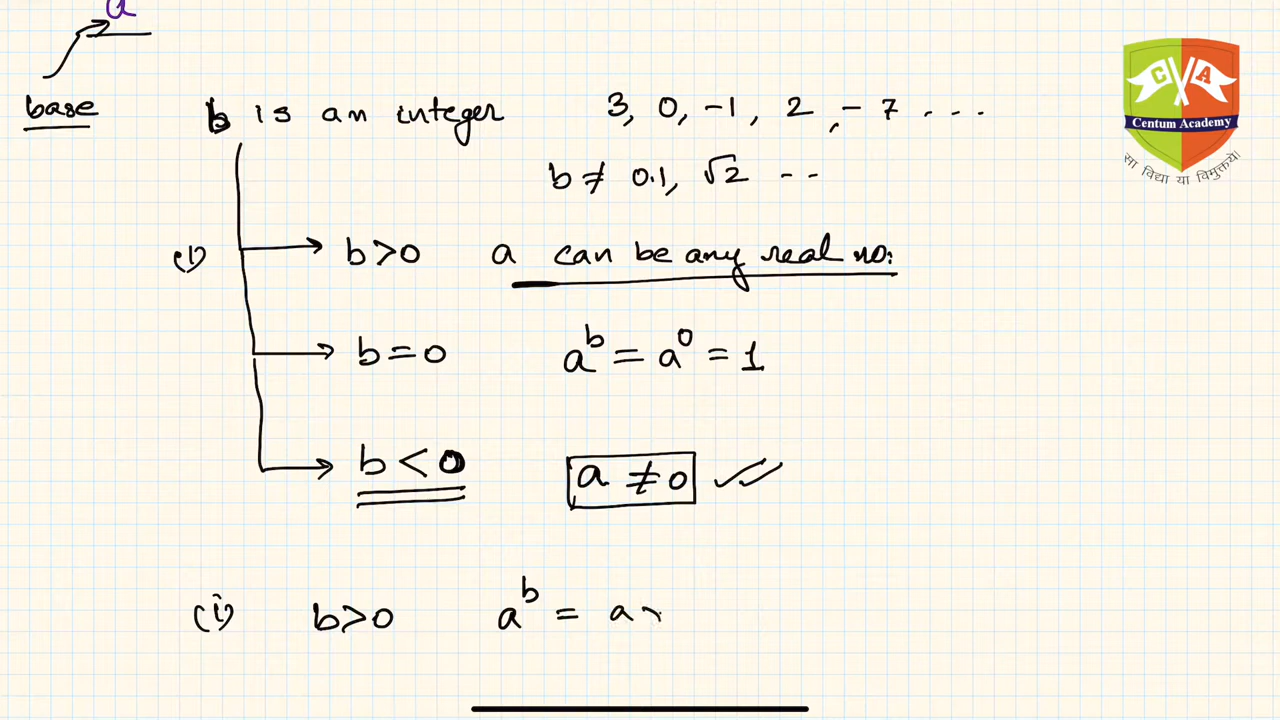 a
base b is an integer 3, 0, -1, 2, -7 ...
b ≠ 0.1, √2 --
(i) b>0 a can be any real no.
b=0 a^b = a^0 = 1
b<0 a ≠ 0
(i) b>0 a^b = a ×
C A
Centum Academy
सा विद्या या विमुक्तये।